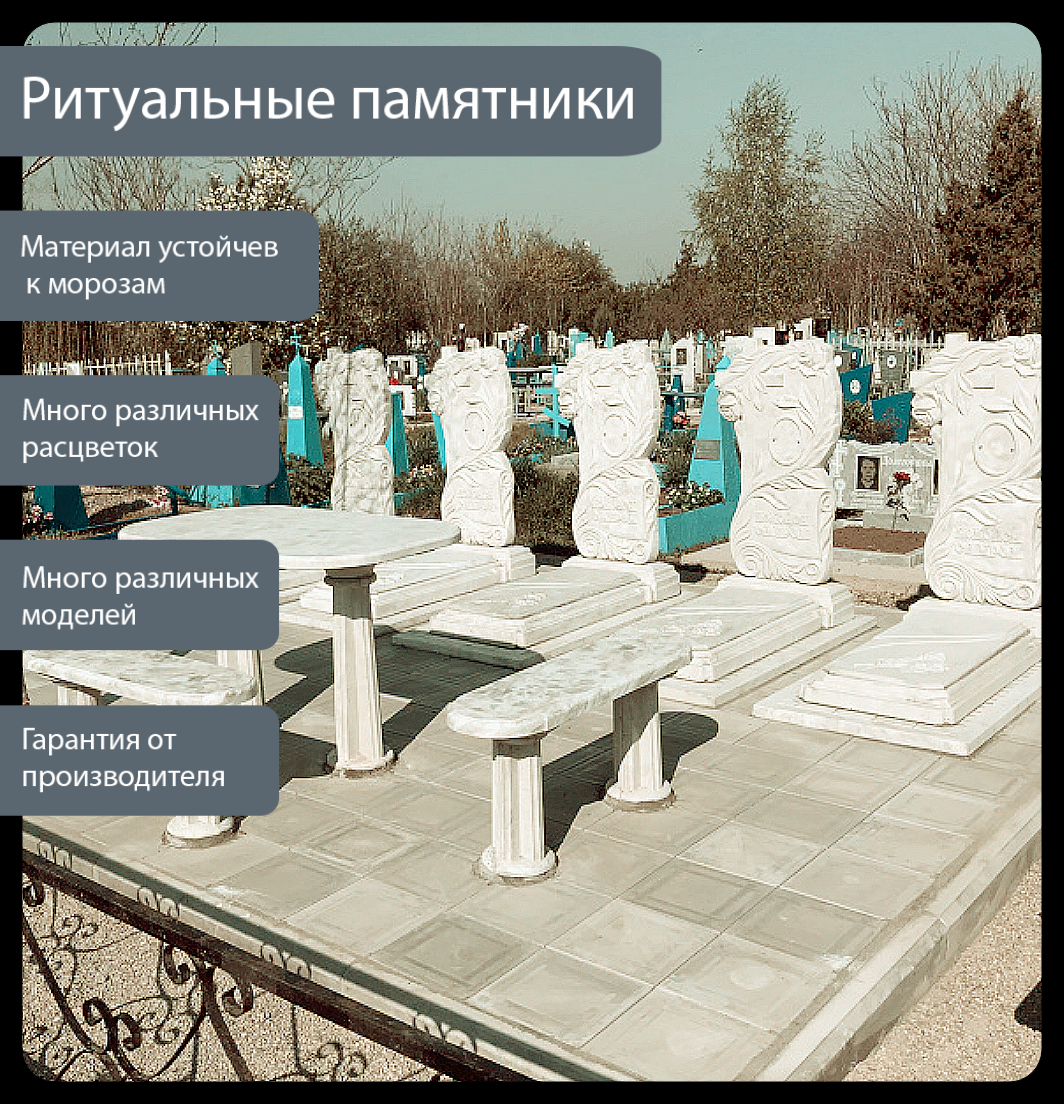 Ритуальные памятники
Материал устойчев
к морозам
Много различных
расцветок
Много различных
моделей
Гарантия от
производителя